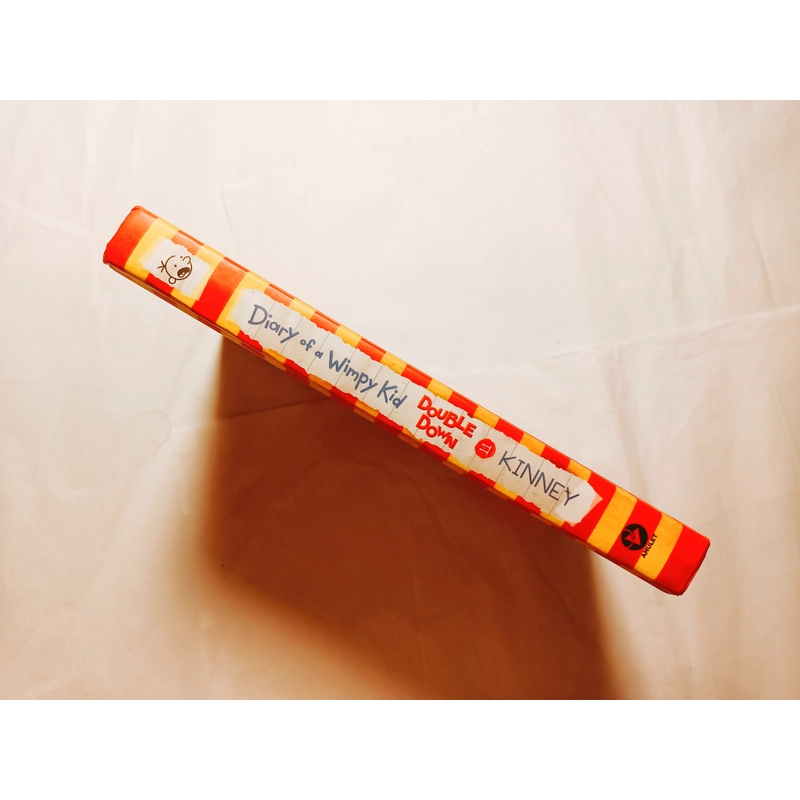 Diary of a Wimpy Kid
DOUBLE
DOWN
11
KINNEY
AMULET